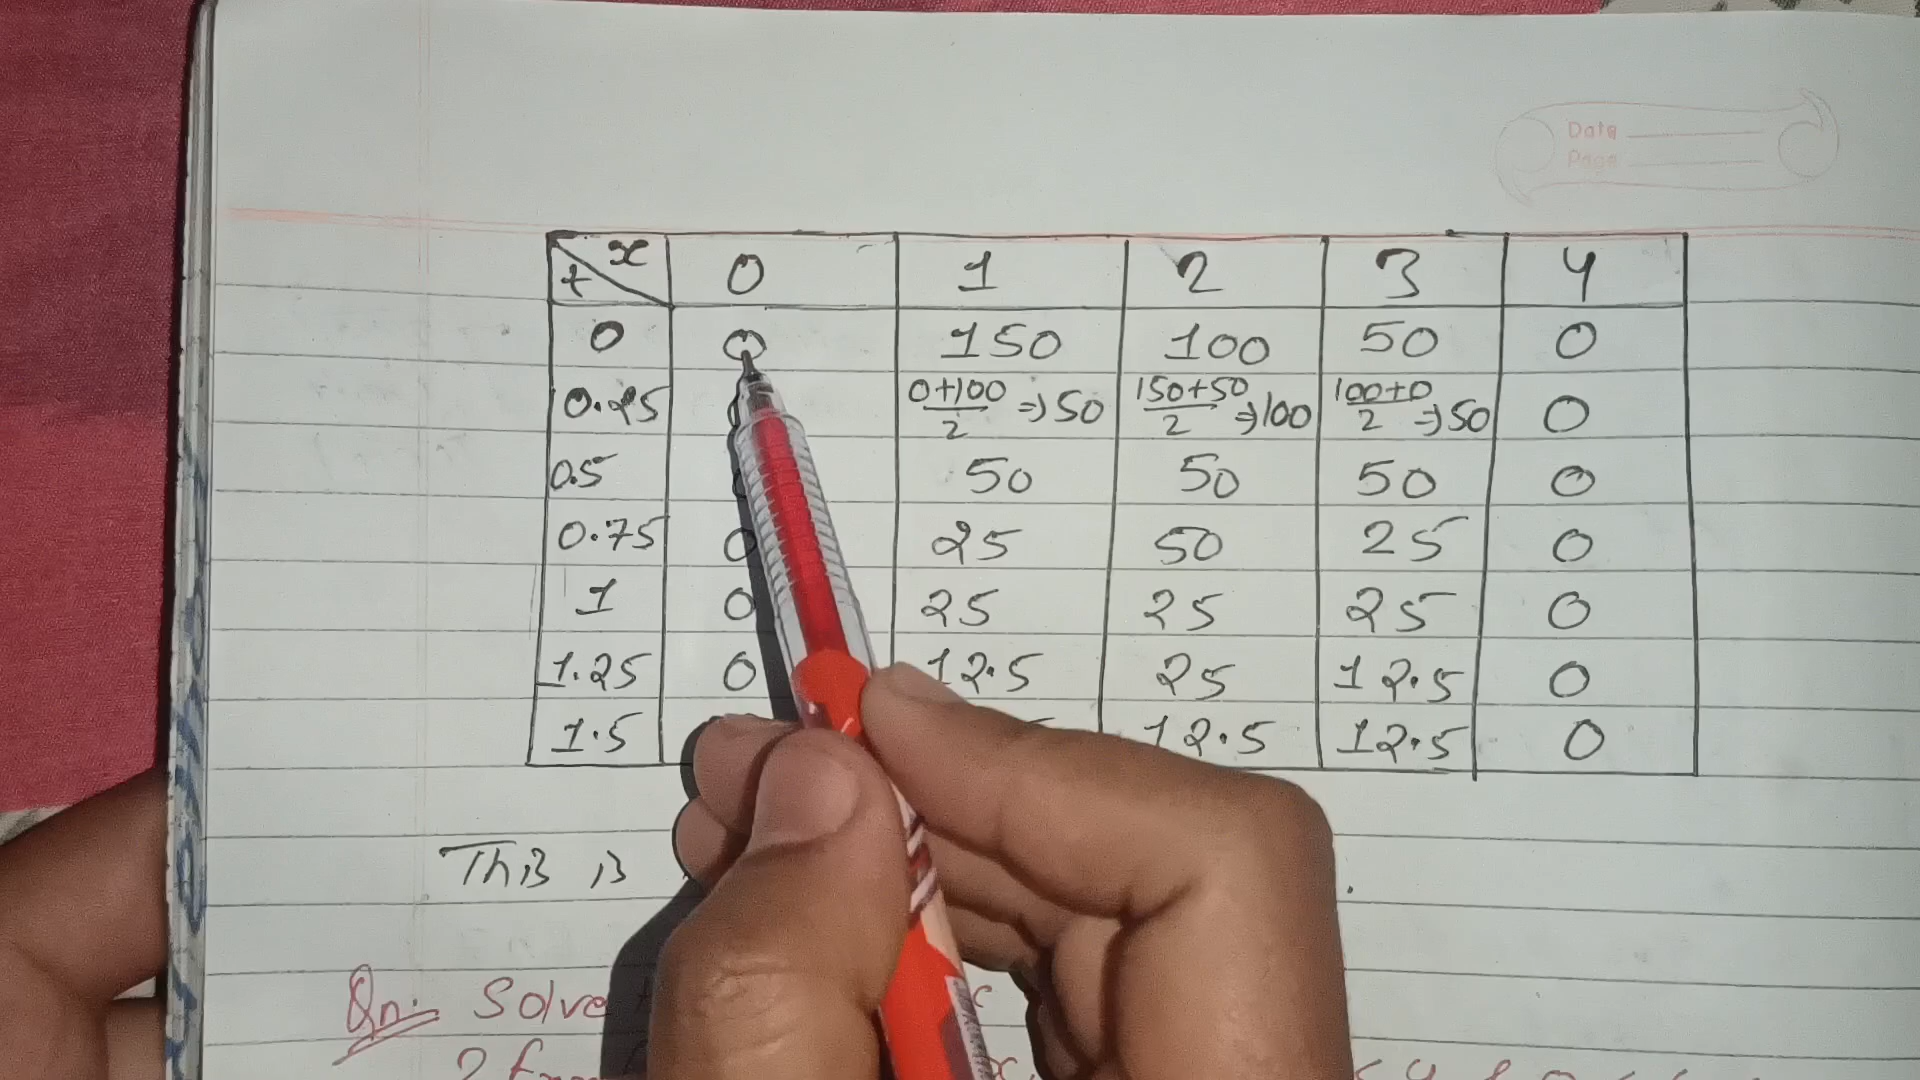 Data
Page
x
t 0 1 2 3 4
0 0 150 100 50 0
0.25 0+100/2 => 50 150+50/2 => 100 100+0/2 => 50 0
0.5 50 50 50 0
0.75 0 25 50 25 0
1 0 25 25 25 0
1.25 0 12.5 25 12.5 0
1.5 12.5 12.5 0
This is
Qn:- Solve